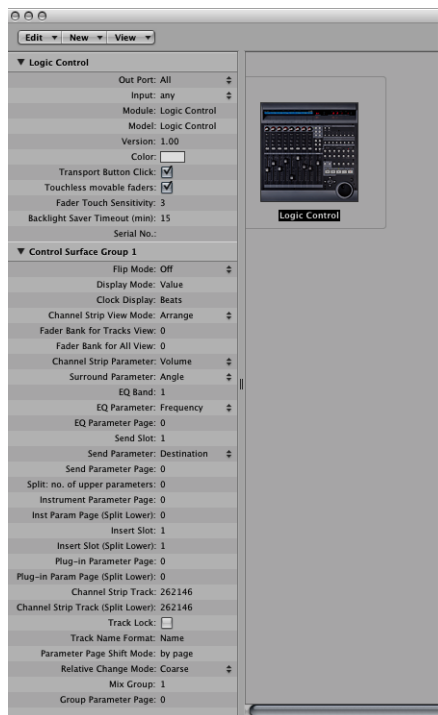 Edit New View
Logic Control
Out Port: All
Input: any
Module: Logic Control
Model: Logic Control
Version: 1.00
Color:
Transport Button Click:
Touchless movable faders:
Fader Touch Sensitivity: 3
Backlight Saver Timeout (min): 15
Serial No.:
Control Surface Group 1
Flip Mode: Off
Display Mode: Value
Clock Display: Beats
Channel Strip View Mode: Arrange
Fader Bank for Tracks View: 0
Fader Bank for All View: 0
Channel Strip Parameter: Volume
Surround Parameter: Angle
EQ Band: 1
EQ Parameter: Frequency
EQ Parameter Page: 0
Send Slot: 1
Send Parameter: Destination
Send Parameter Page: 0
Split: no. of upper parameters: 0
Instrument Parameter Page: 0
Inst Param Page (Split Lower): 0
Insert Slot: 1
Insert Slot (Split Lower): 1
Plug-in Parameter Page: 0
Plug-in Param Page (Split Lower): 0
Channel Strip Track: 262146
Channel Strip Track (Split Lower): 262146
Track Lock:
Track Name Format: Name
Parameter Page Shift Mode: by page
Relative Change Mode: Coarse
Mix Group: 1
Group Parameter Page: 0
Logic Control